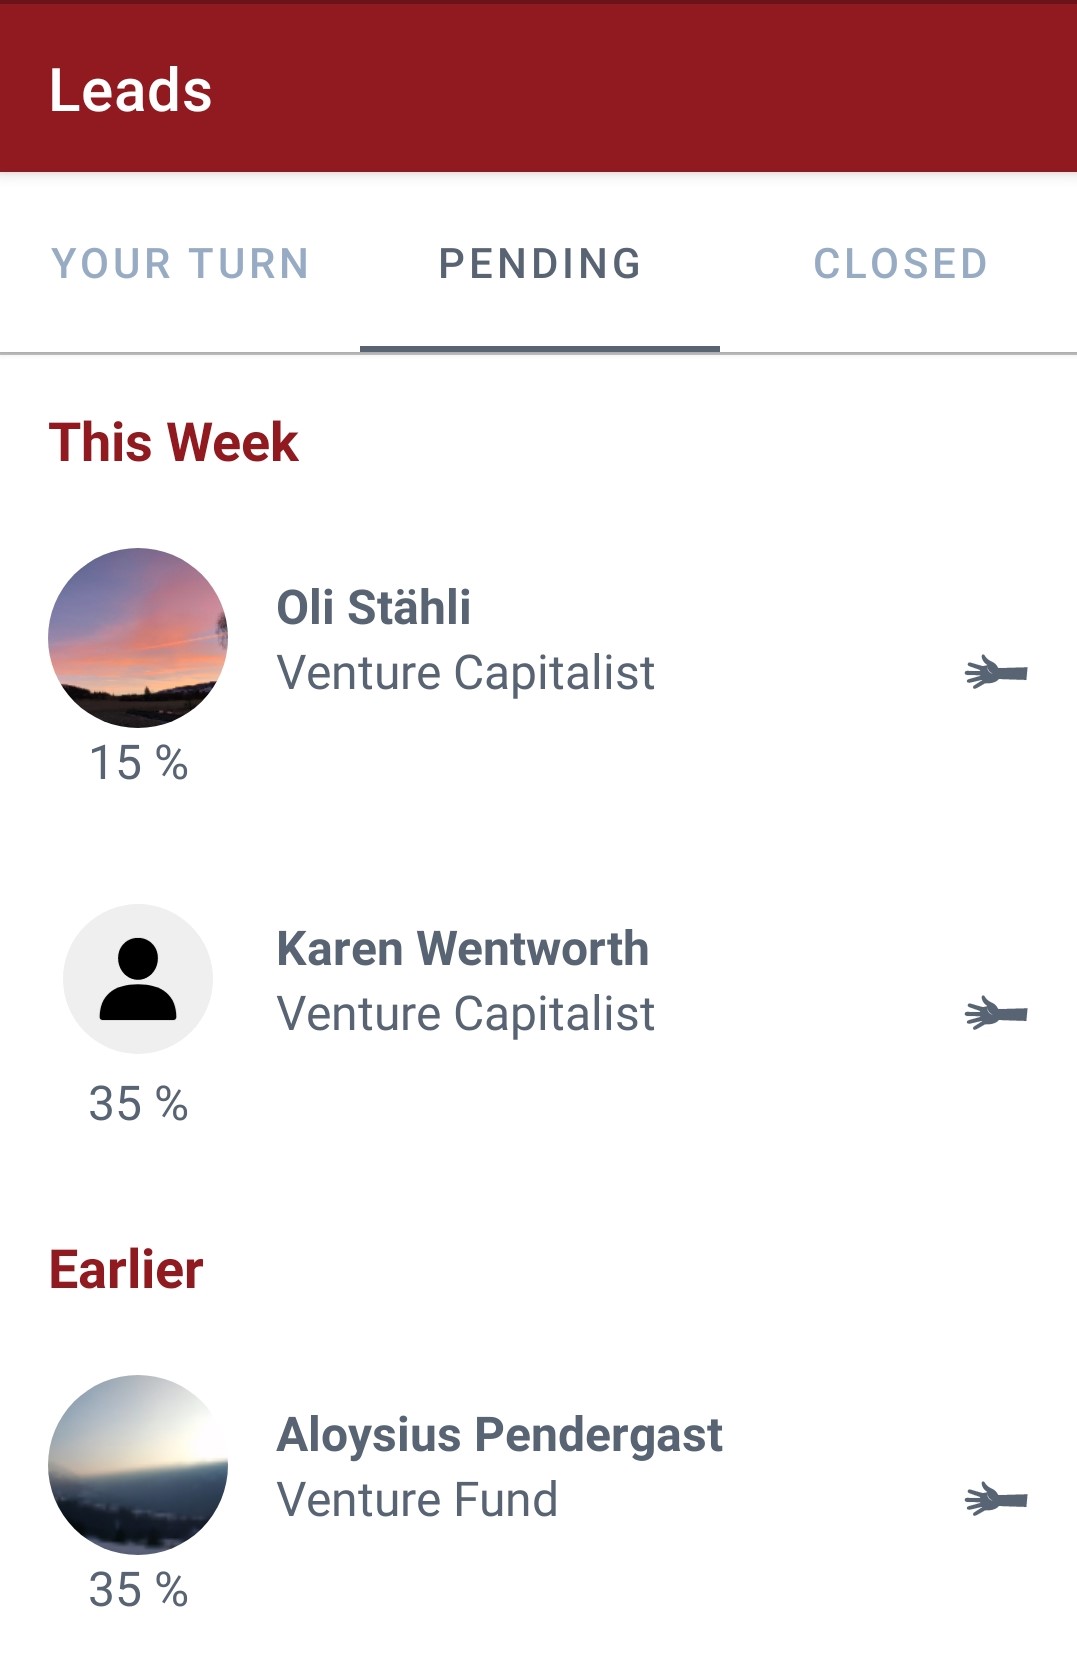 Leads
YOUR TURN PENDING CLOSED
This Week
Oli Stähli
Venture Capitalist
15 %
Karen Wentworth
Venture Capitalist
35 %
Earlier
Aloysius Pendergast
Venture Fund
35 %